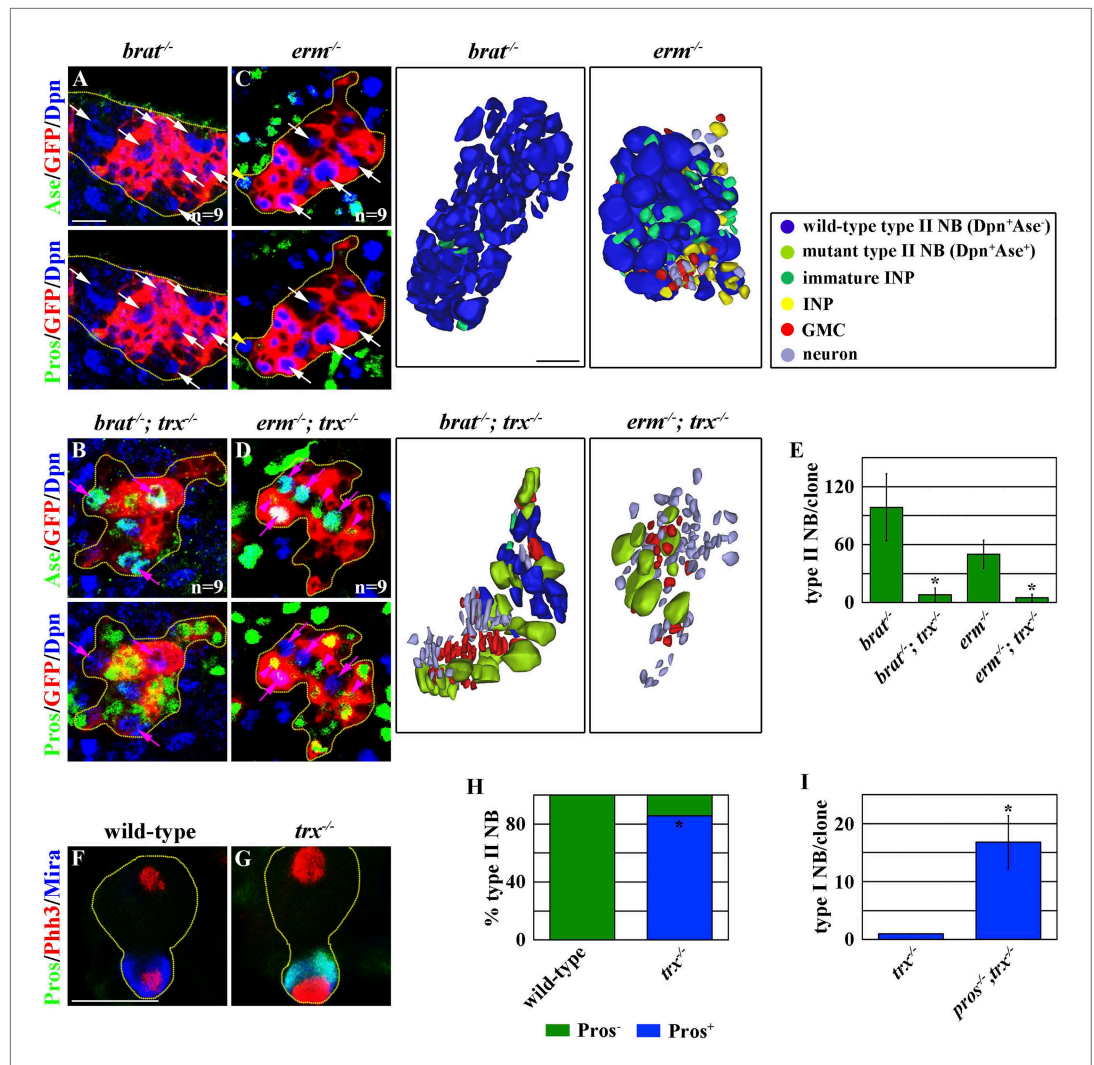 brat-/- erm-/- brat-/- erm-/-
A C
Ase/GFP/Dpn
n=9 n=9
Pros/GFP/Dpn
wild-type type II NB (Dpn+Ase-)
mutant type II NB (Dpn+Ase+)
immature INP
INP
GMC
neuron
brat-/-; trx-/- erm-/-; trx-/- brat-/-; trx-/- erm-/-; trx-/-
B D
Ase/GFP/Dpn
n=9 n=9
Pros/GFP/Dpn
E
type II NB/clone
120
60
0
brat-/-
brat-/-; trx-/-
erm-/-
erm-/-; trx-/-
* *
wild-type trx-/-
F G
Pros/Phh3/Mira
H
% type II NB
80
40
0
*
wild-type
trx-/-
Pros- Pros+
I
type I NB/clone
20
10
0
*
trx-/-
pros-/-,trx-/-